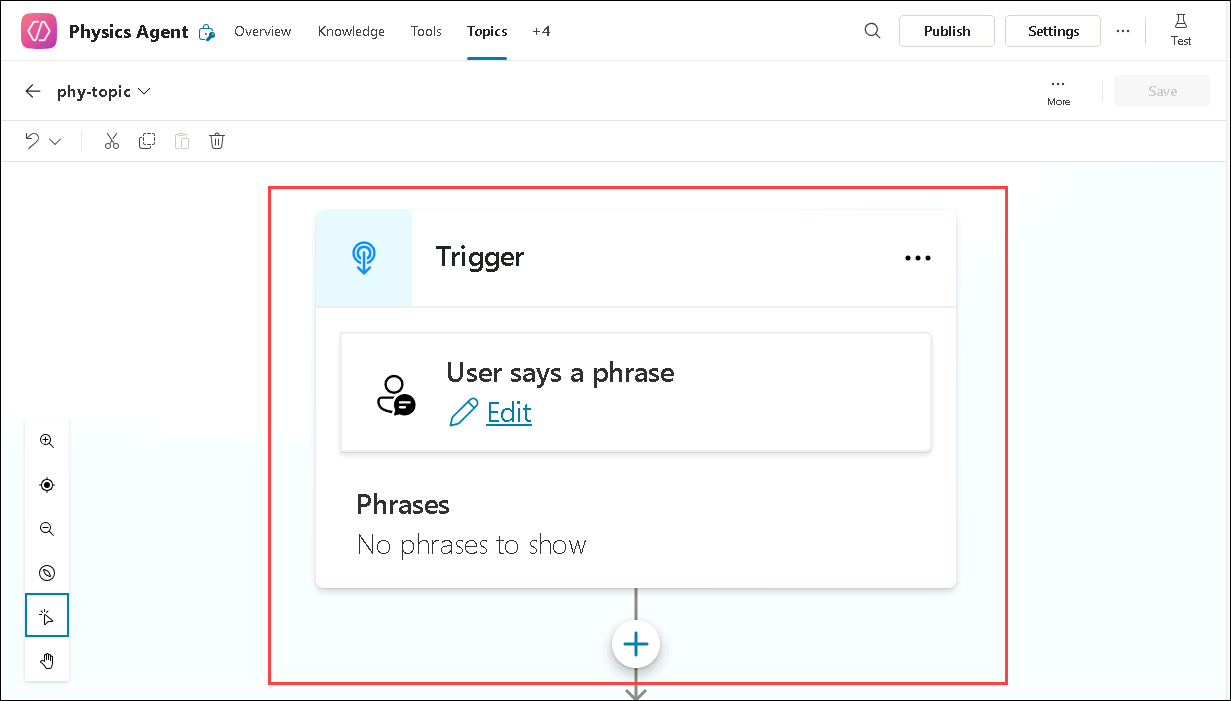 Physics Agent Overview Knowledge Tools Topics +4 Publish Settings ... Test
phy-topic ... More Save
Trigger
User says a phrase
Edit
Phrases
No phrases to show